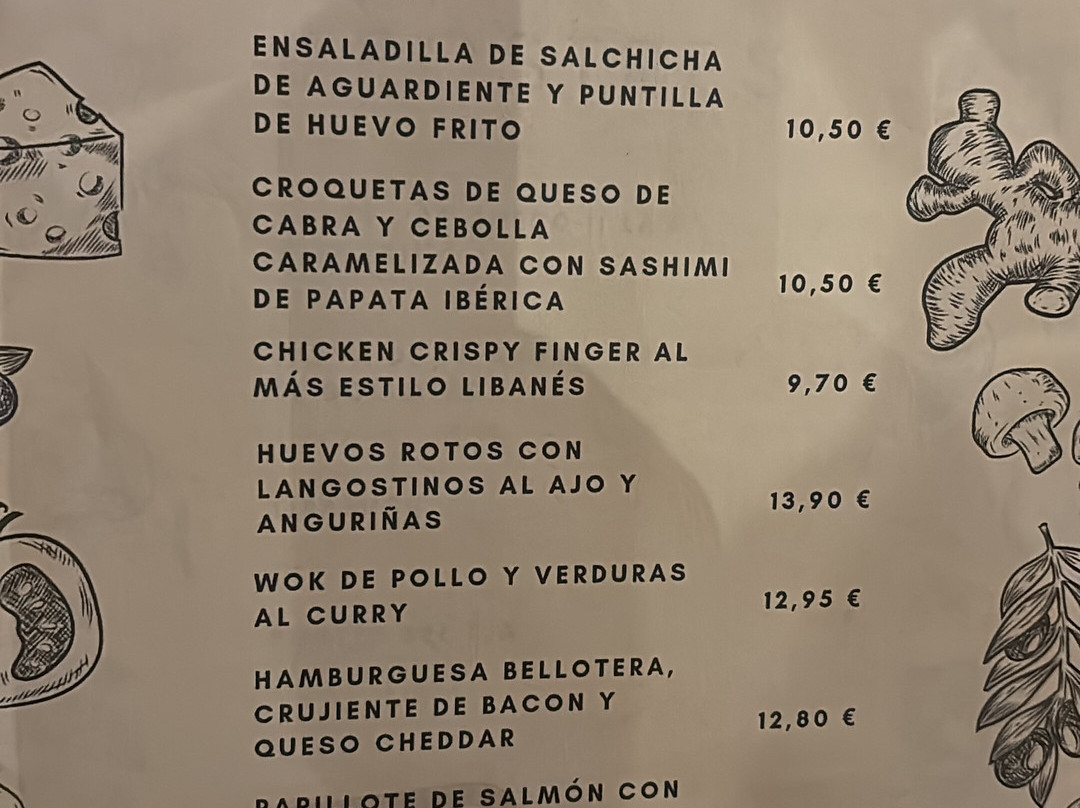 ENSALADILLA DE SALCHICHA
DE AGUARDIENTE Y PUNTILLA
DE HUEVO FRITO 10,50 €
CROQUETAS DE QUESO DE
CABRA Y CEBOLLA
CARAMELIZADA CON SASHIMI
DE PAPATA IBÉRICA 10,50 €
CHICKEN CRISPY FINGER AL
MÁS ESTILO LIBANÉS 9,70 €
HUEVOS ROTOS CON
LANGOSTINOS AL AJO Y
ANGURIÑAS 13,90 €
WOK DE POLLO Y VERDURAS
AL CURRY 12,95 €
HAMBURGUESA BELLOTERA,
CRUJIENTE DE BACON Y
QUESO CHEDDAR 12,80 €
PAPILLOTE DE SALMÓN CON